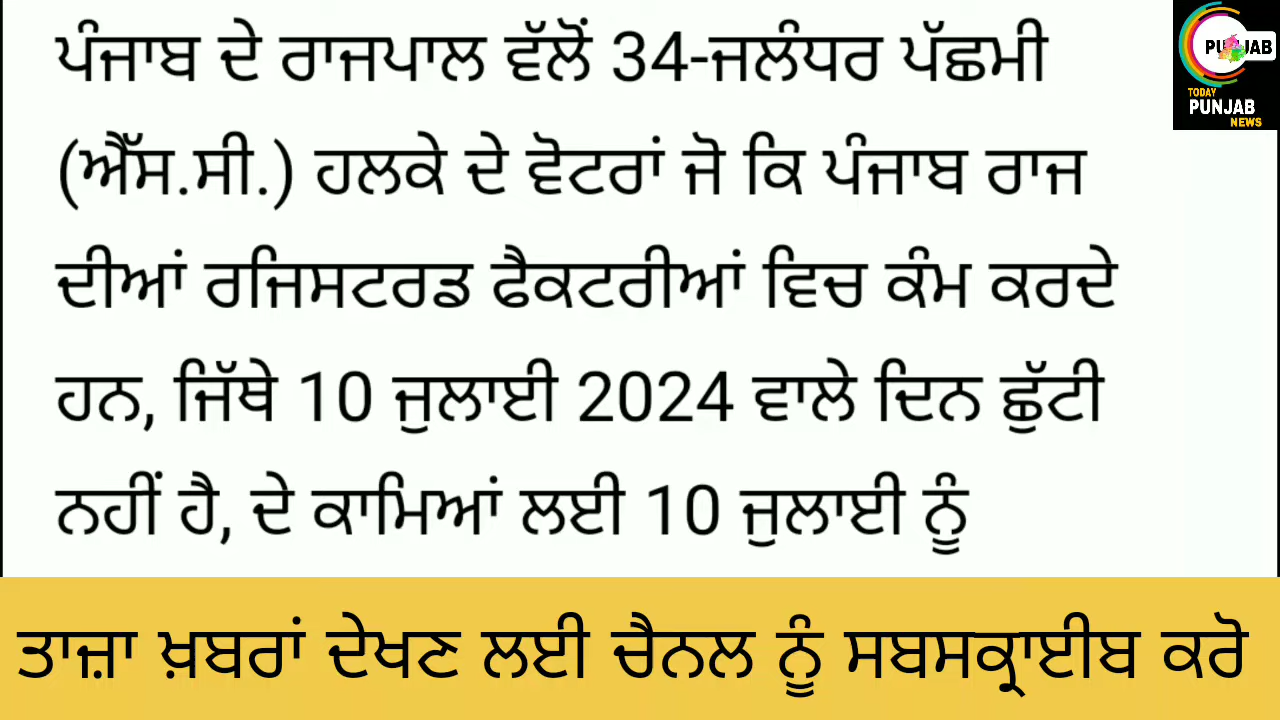 ਪੰਜਾਬ ਦੇ ਰਾਜਪਾਲ ਵੱਲੋਂ 34-ਜਲੰਧਰ ਪੱਛਮੀ
(ਐੱਸ.ਸੀ.) ਹਲਕੇ ਦੇ ਵੋਟਰਾਂ ਜੋ ਕਿ ਪੰਜਾਬ ਰਾਜ
ਦੀਆਂ ਰਜਿਸਟਰਡ ਫੈਕਟਰੀਆਂ ਵਿਚ ਕੰਮ ਕਰਦੇ
ਹਨ, ਜਿੱਥੇ 10 ਜੁਲਾਈ 2024 ਵਾਲੇ ਦਿਨ ਛੁੱਟੀ
ਨਹੀਂ ਹੈ, ਦੇ ਕਾਮਿਆਂ ਲਈ 10 ਜੁਲਾਈ ਨੂੰ
PUNJAB
TODAY
PUNJAB
NEWS
ਤਾਜ਼ਾ ਖ਼ਬਰਾਂ ਦੇਖਣ ਲਈ ਚੈਨਲ ਨੂੰ ਸਬਸਕ੍ਰਾਈਬ ਕਰੋ